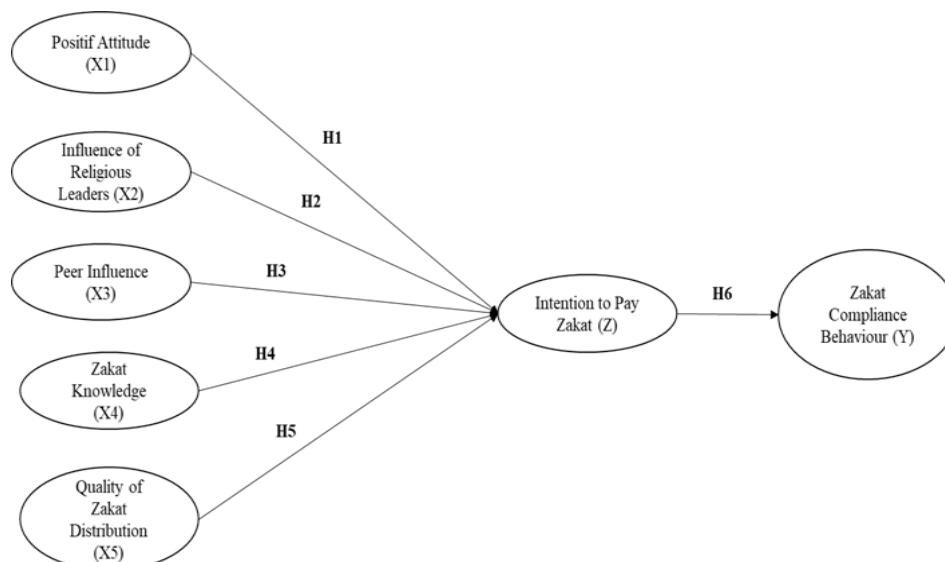 Positif Attitude
(X1)
H1
Influence of
Religious
Leaders (X2)
H2
Peer Influence
(X3)
H3
Intention to Pay
Zakat (Z)
H6
Zakat
Compliance
Behaviour (Y)
Zakat
Knowledge
(X4)
H4
H5
Quality of
Zakat
Distribution
(X5)